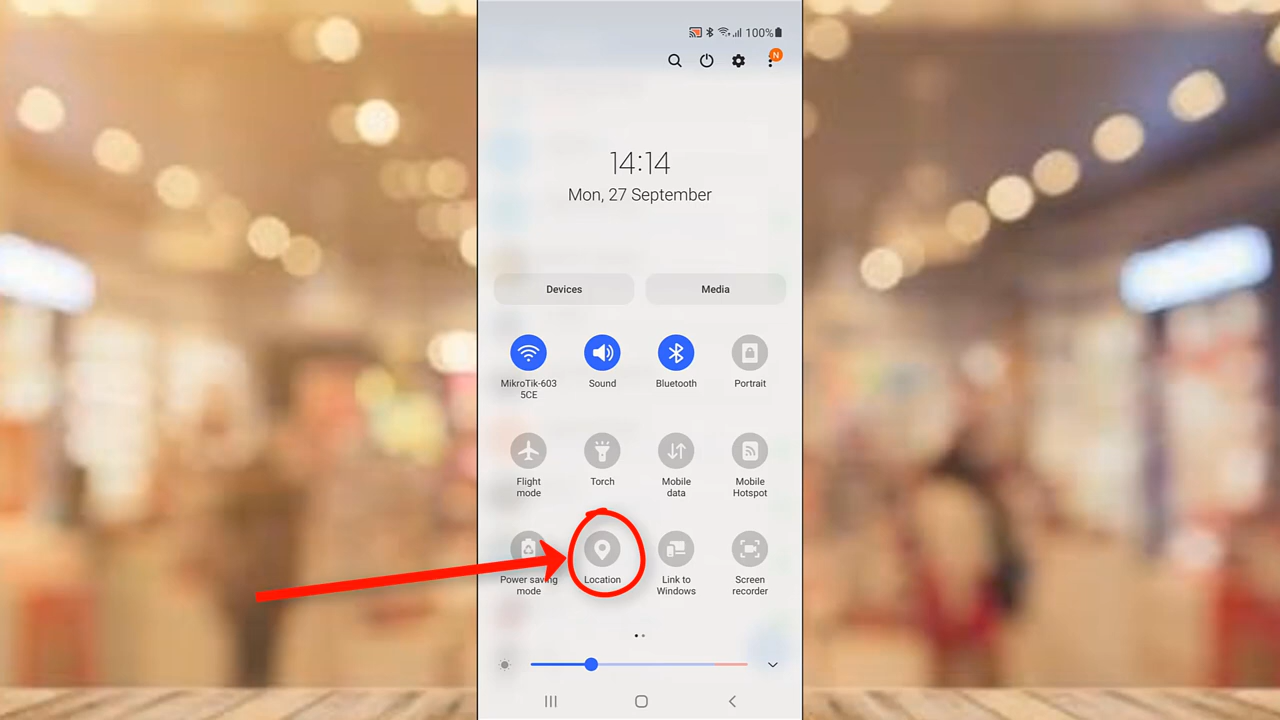 100%
N
14:14
Mon, 27 September
Devices
Media
MikroTik-603
5CE
Sound
Bluetooth
Portrait
Flight
mode
Torch
Mobile
data
Mobile
Hotspot
Power saving
mode
Location
Link to
Windows
Screen
recorder